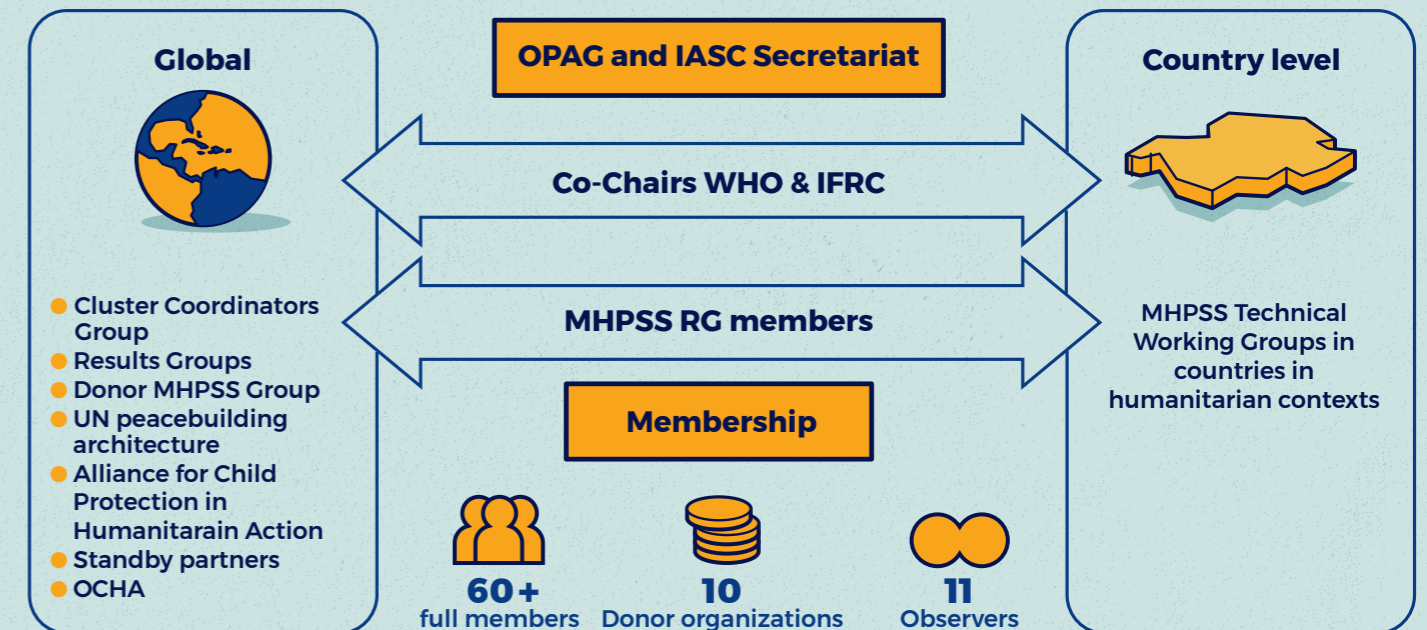 Global
Cluster Coordinators
Group
Results Groups
Donor MHPSS Group
UN peacebuilding
architecture
Alliance for Child
Protection in
Humanitarain Action
Standby partners
OCHA
OPAG and IASC Secretariat
Co-Chairs WHO & IFRC
MHPSS RG members
Membership
60+
full members
10
Donor organizations
11
Observers
Country level
MHPSS Technical
Working Groups in
countries in
humanitarian contexts